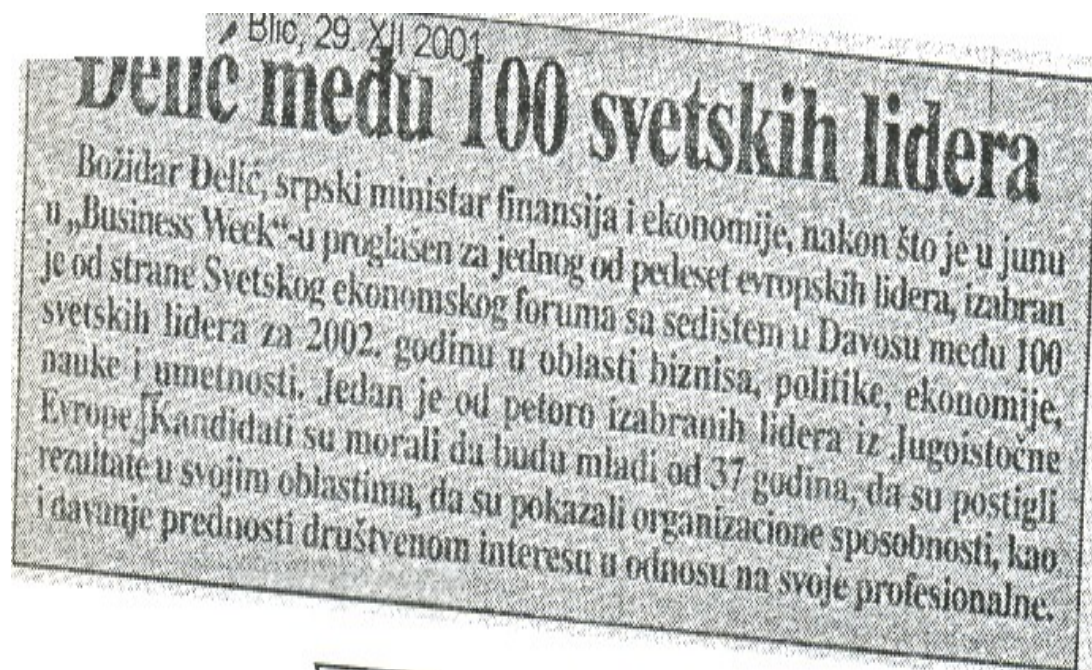 Blic, 29. XII 2001
Đelić među 100 svetskih lidera
Božidar Đelić, srpski ministar finansija i ekonomije, nakon što je u junu
u „Business Week“-u proglašen za jednog od pedeset evropskih lidera, izabran
je od strane Svetskog ekonomskog foruma sa sedistem u Davosu među 100
svetskih lidera za 2002. godinu u oblasti biznisa, politike, ekonomije,
nauke i umetnosti. Jedan je od petoro izabranih lidera iz Jugoistočne
Evrope. Kandidati su morali da budu mlađi od 37 godina, da su postigli
rezultate u svojim oblastima, da su pokazali organizacione sposobnosti, kao
i davanje prednosti društvenom interesu u odnosu na svoje profesionalne.